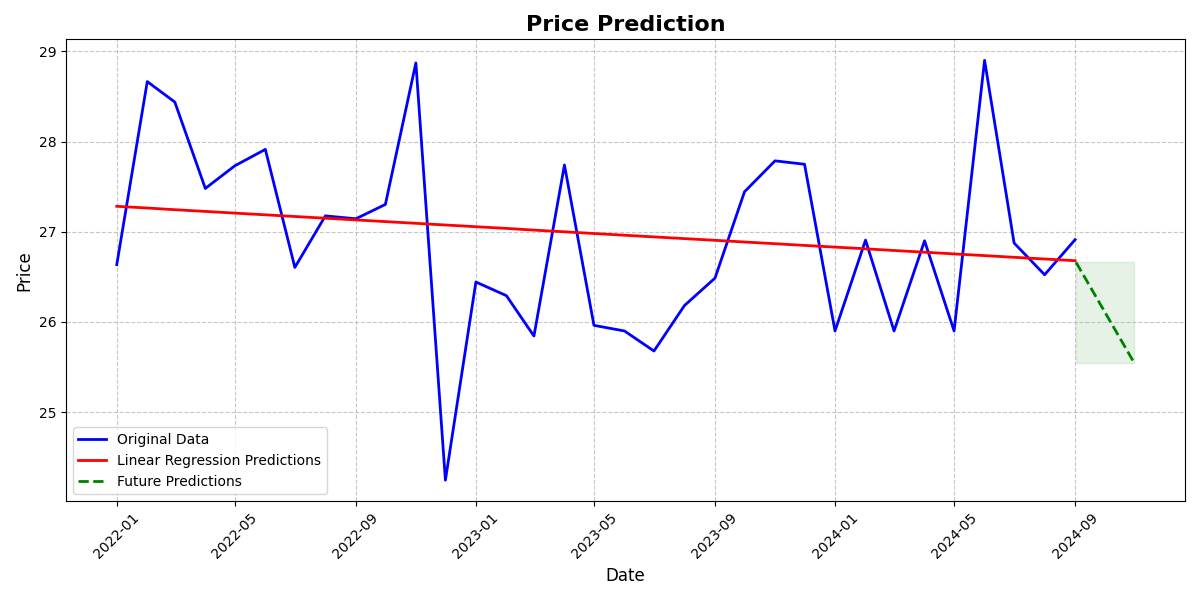 Price Prediction
Price
29
28
27
26
25
Original Data
Linear Regression Predictions
Future Predictions
2022-01
2022-05
2022-09
2023-01
2023-05
2023-09
2024-01
2024-05
2024-09
Date